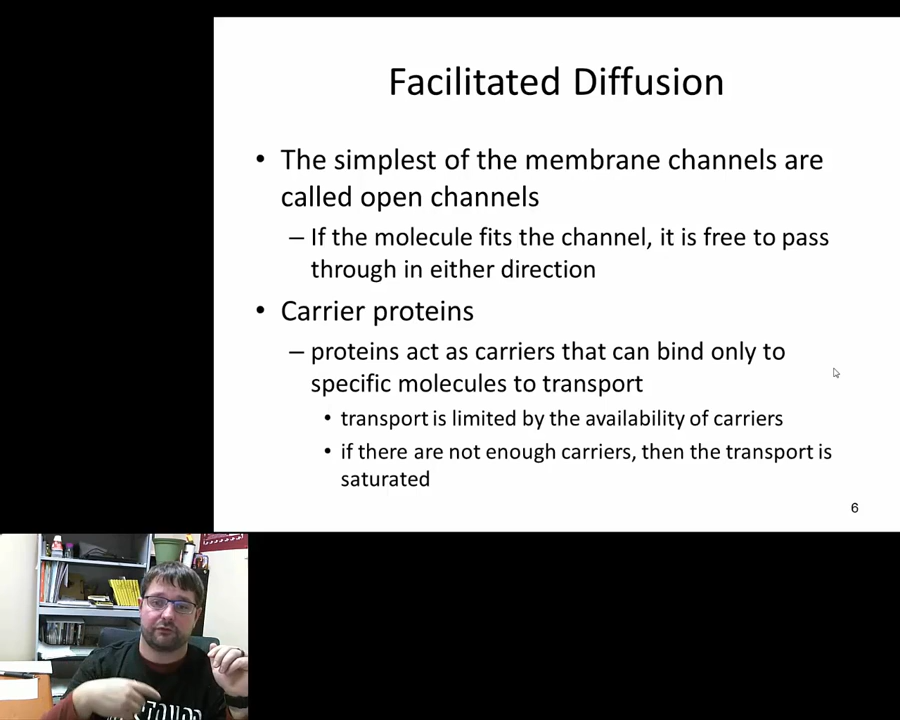 Facilitated Diffusion
• The simplest of the membrane channels are
called open channels
– If the molecule fits the channel, it is free to pass
through in either direction
• Carrier proteins
– proteins act as carriers that can bind only to
specific molecules to transport
• transport is limited by the availability of carriers
• if there are not enough carriers, then the transport is
saturated
6